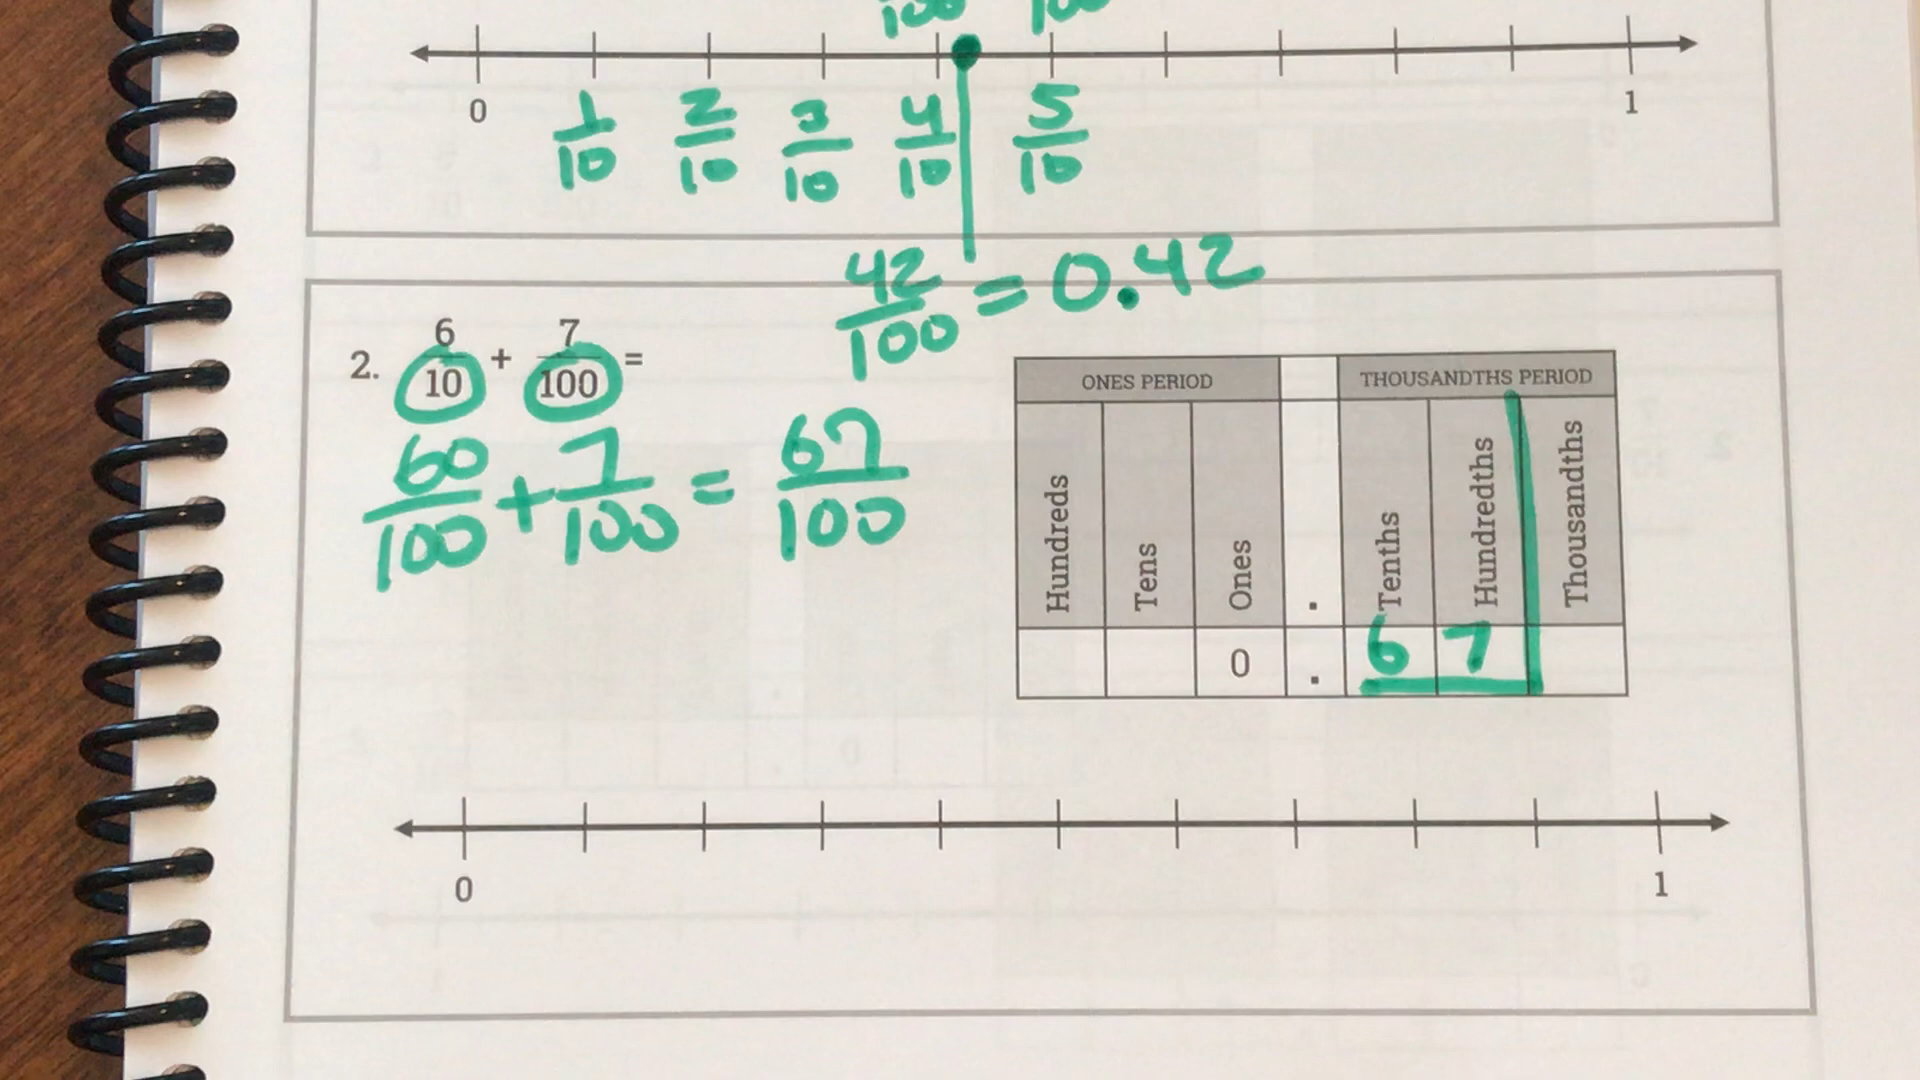 100 100
0 1
1/10 2/10 3/10 4/10 5/10
42/100 = 0.42
2. 6/10 + 7/100 =
60/100 + 7/100 = 67/100
ONES PERIOD THOUSANDTHS PERIOD
Hundreds Tens Ones . Tenths Hundredths Thousandths
0 . 6 7
0 1